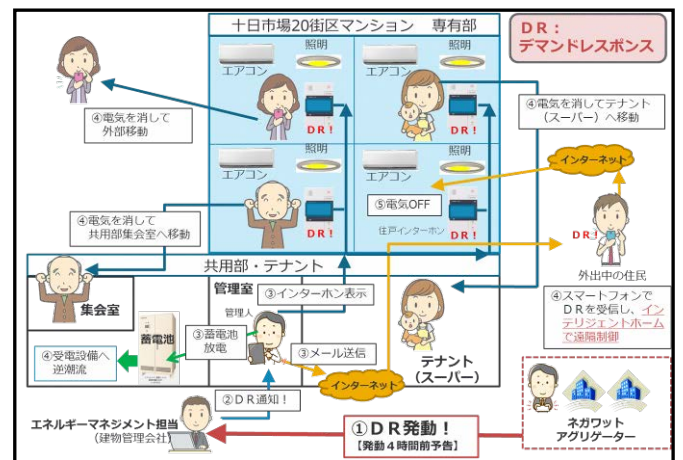 十日市場20街区マンション　専有部
DR：
デマンドレスポンス
照明
エアコン
DR！
照明
エアコン
DR！
④電気を消して
外部移動
④電気を消してテナント
（スーパー）へ移動
照明
エアコン
DR！
照明
エアコン
⑤電気OFF
住戸インターホン
DR！
インターネット
DR！
外出中の住民
④電気を消して
共用部集会室へ移動
共用部・テナント
集会室
管理室
管理人
③インターホン表示
④スマートフォンで
DRを受信し、イン
テリジェントホーム
で遠隔制御
蓄電池
③蓄電池
放電
③メール送信
④受電設備へ
逆潮流
テナント
（スーパー）
インターネット
②DR通知！
エネルギーマネジメント担当
（建物管理会社）
①DR発動！
【発動４時間前予告】
ネガワット
アグリゲーター